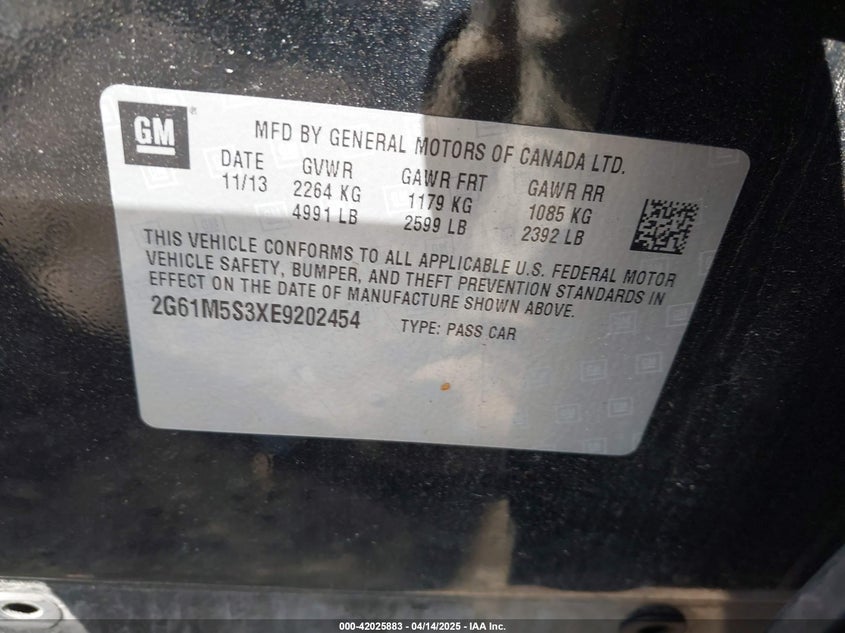 GM
MFD BY GENERAL MOTORS OF CANADA LTD.
DATE GVWR GAWR FRT GAWR RR
11/13 2264 KG 1179 KG 1085 KG
4991 LB 2599 LB 2392 LB
THIS VEHICLE CONFORMS TO ALL APPLICABLE U.S. FEDERAL MOTOR
VEHICLE SAFETY, BUMPER, AND THEFT PREVENTION STANDARDS IN
EFFECT ON THE DATE OF MANUFACTURE SHOWN ABOVE.
2G61M5S3XE9202454 TYPE: PASS CAR
000-42025883 - 04/14/2025 - IAA Inc.